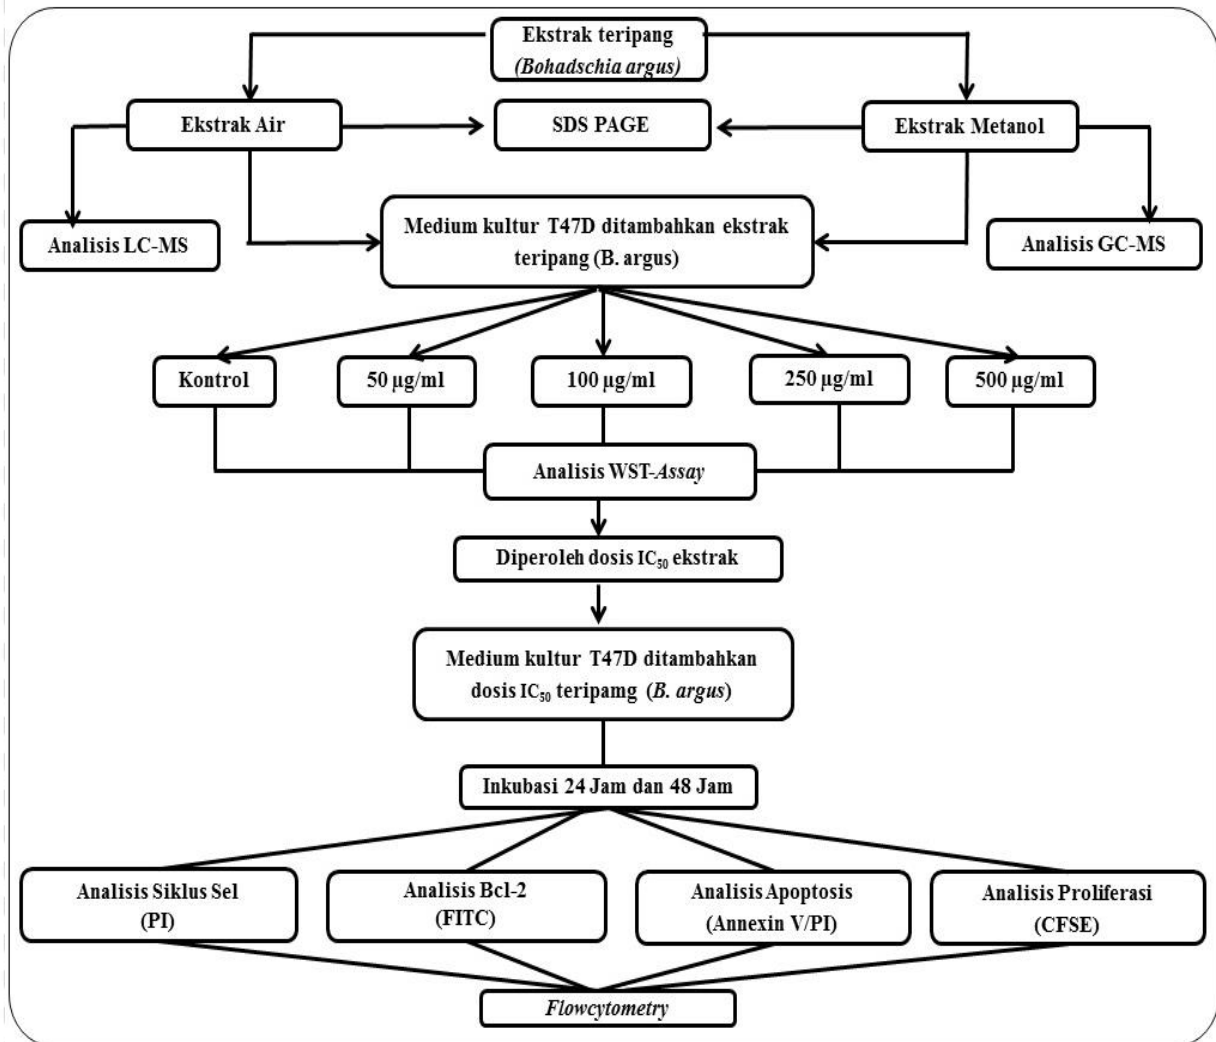 Ekstrak teripang
(Bohadschia argus)
Ekstrak Air
SDS PAGE
Ekstrak Metanol
Analisis LC-MS
Medium kultur T47D ditambahkan ekstrak
teripang (B. argus)
Analisis GC-MS
Kontrol
50 µg/ml
100 µg/ml
250 µg/ml
500 µg/ml
Analisis WST-Assay
Diperoleh dosis IC₅₀ ekstrak
Medium kultur T47D ditambahkan
dosis IC₅₀ teripamg (B. argus)
Inkubasi 24 Jam dan 48 Jam
Analisis Siklus Sel
(PI)
Analisis Bcl-2
(FITC)
Analisis Apoptosis
(Annexin V/PI)
Analisis Proliferasi
(CFSE)
Flowcytometry